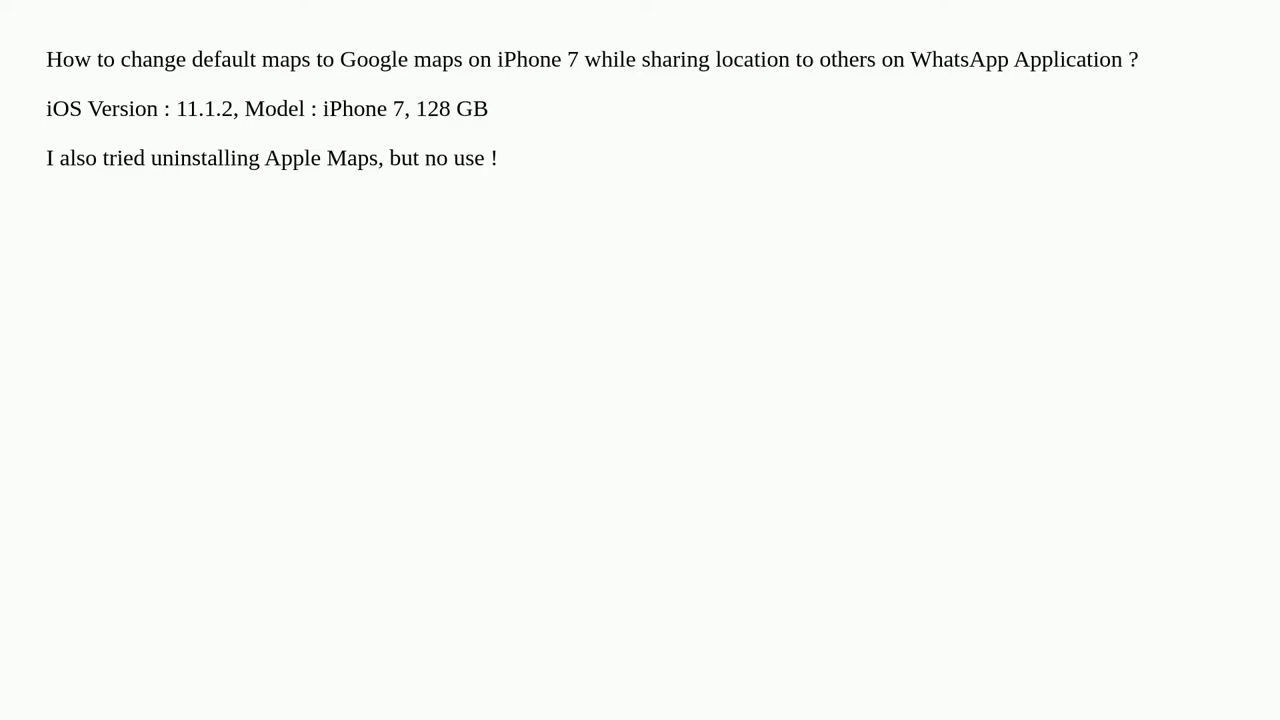 How to change default maps to Google maps on iPhone 7 while sharing location to others on WhatsApp Application ?
iOS Version : 11.1.2, Model : iPhone 7, 128 GB
I also tried uninstalling Apple Maps, but no use !